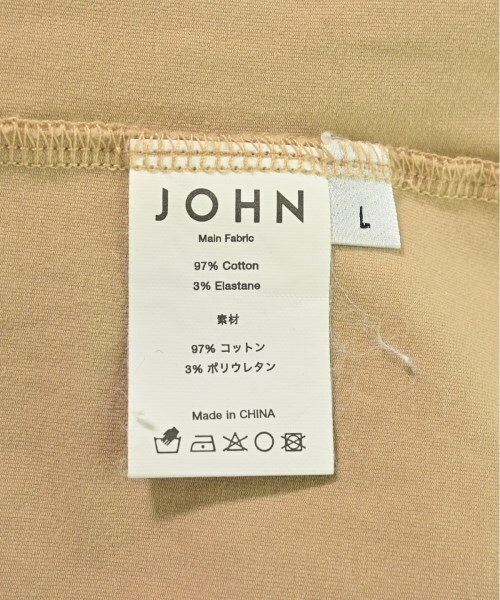 JOHN
L
Main Fabric
97% Cotton
3% Elastane
素材
97% コットン
3% ポリウレタン
Made in CHINA